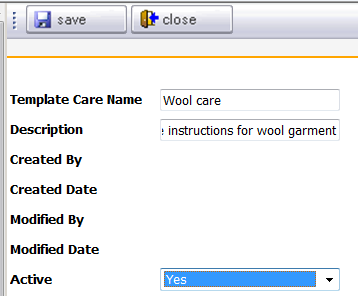 save close
Template Care Name Wool care
Description instructions for wool garment
Created By
Created Date
Modified By
Modified Date
Active Yes